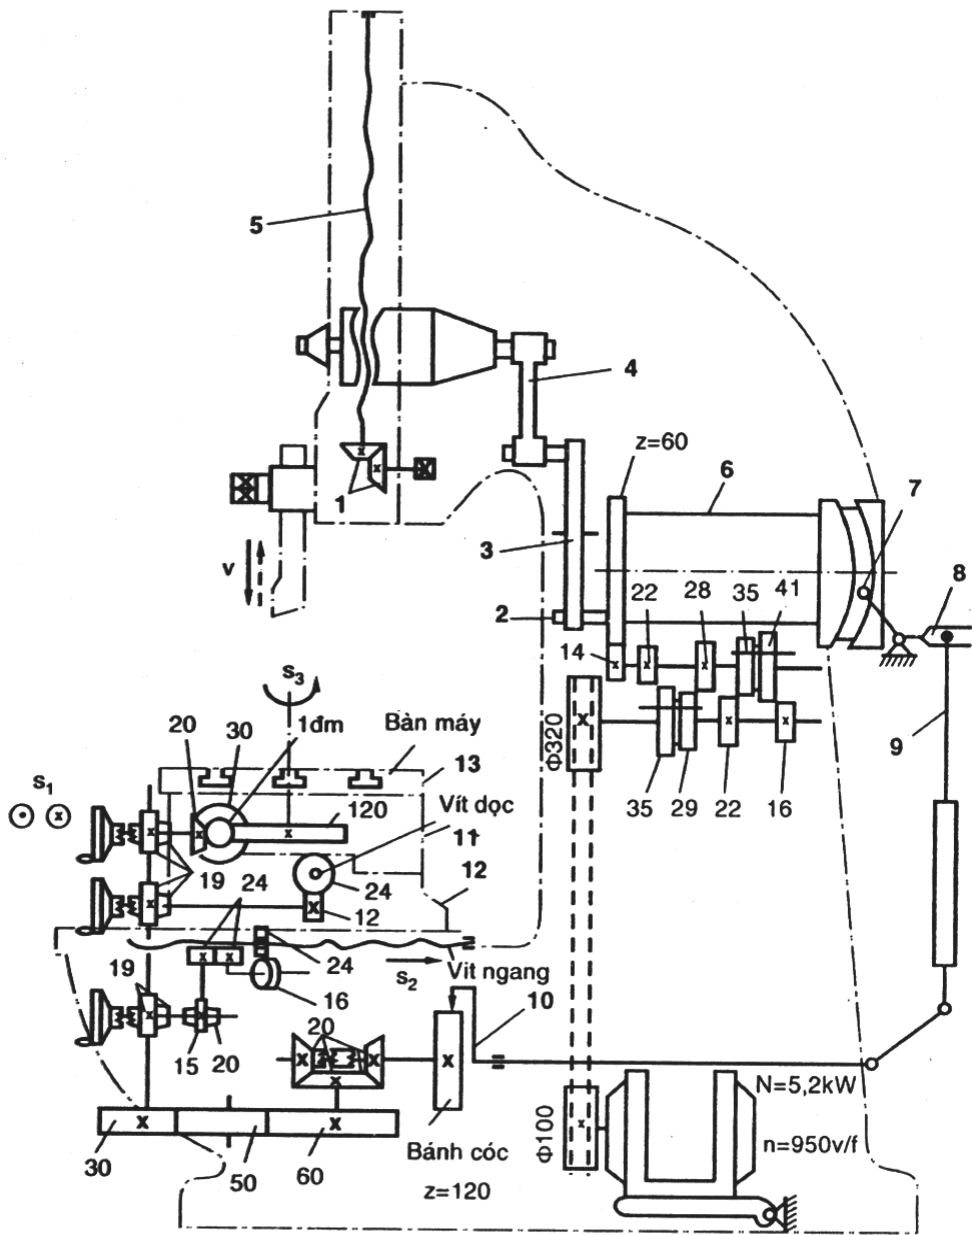 5
4
z=60
6
7
1
3
8
v
2
22
28
35
41
14
Φ320
9
s₃
20
1đm
30
Bàn máy
13
35
29
22
16
s₁
120
Vít dọc
11
12
19
24
24
12
24
s₂
Vit ngang
19
16
10
15
20
20
N=5,2kW
Φ100
n=950v/f
Bánh cóc
z=120
30
50
60